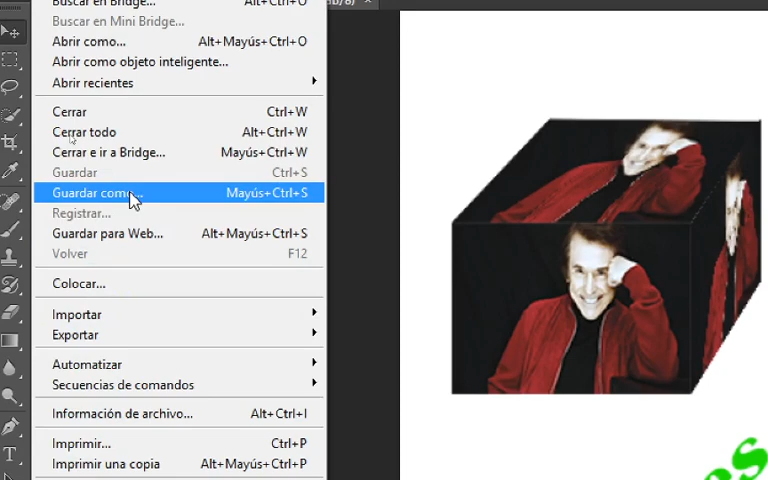 Buscar en Bridge... Alt+Ctrl+O
Buscar en Mini Bridge...
Abrir como... Alt+Mayús+Ctrl+O
Abrir como objeto inteligente...
Abrir recientes
Cerrar Ctrl+W
Cerrar todo Alt+Ctrl+W
Cerrar e ir a Bridge... Mayús+Ctrl+W
Guardar Ctrl+S
Guardar como... Mayús+Ctrl+S
Registrar...
Guardar para Web... Alt+Mayús+Ctrl+S
Volver F12
Colocar...
Importar
Exportar
Automatizar
Secuencias de comandos
Información de archivo... Alt+Ctrl+I
Imprimir... Ctrl+P
Imprimir una copia Alt+Mayús+Ctrl+P
T